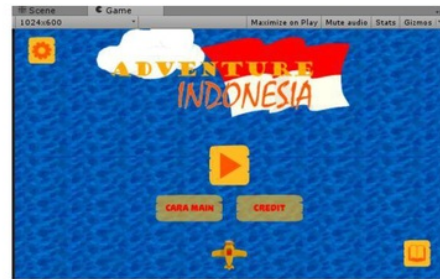 Scene Game
1024x600 Maximize on Play Mute audio Stats Gizmos
ADVENTURE
INDONESIA
CARA MAIN CREDIT